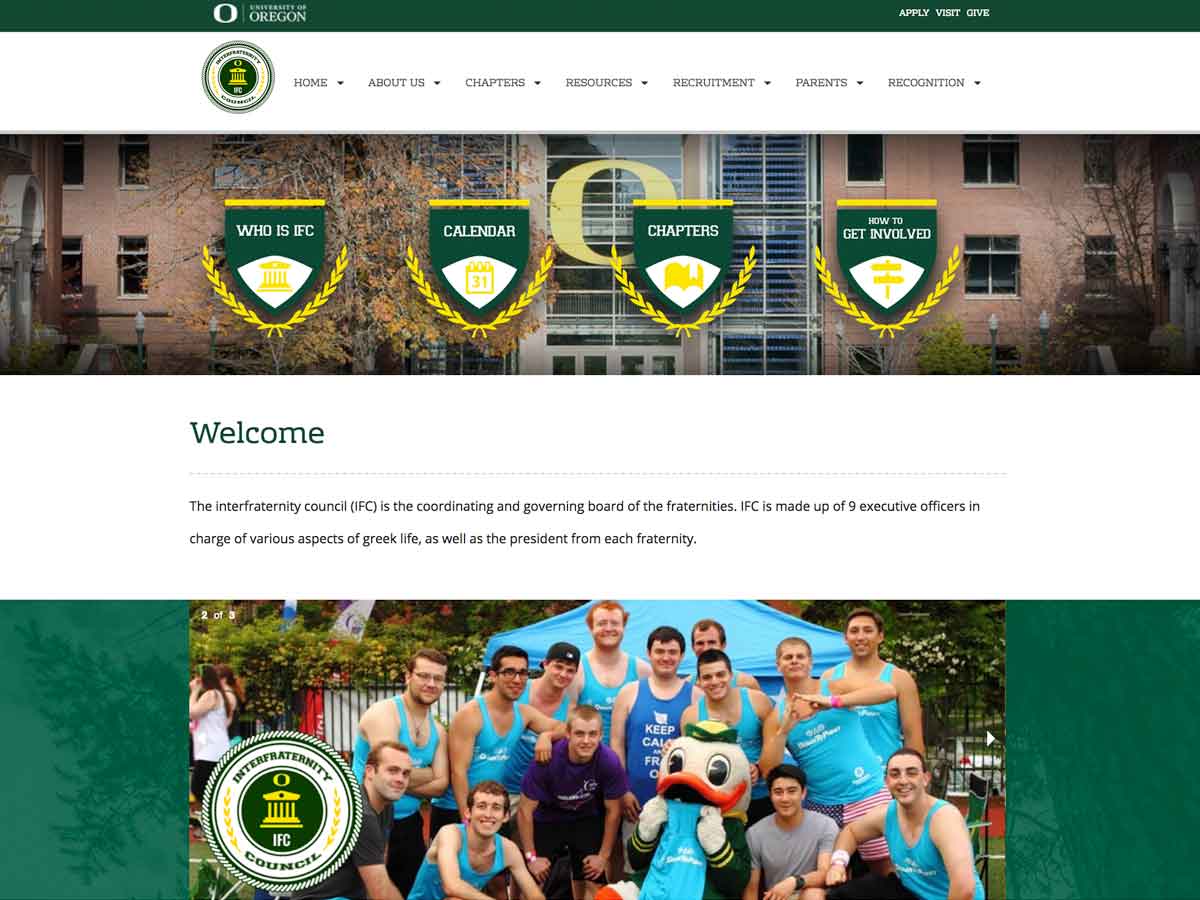 UNIVERSITY OF
OREGON
APPLY VISIT GIVE
INTERFRATERNITY
IFC
COUNCIL
HOME
ABOUT US
CHAPTERS
RESOURCES
RECRUITMENT
PARENTS
RECOGNITION
WHO IS IFC
CALENDAR
31
CHAPTERS
HOW TO
GET INVOLVED
Welcome
The interfraternity council (IFC) is the coordinating and governing board of the fraternities. IFC is made up of 9 executive officers in
charge of various aspects of greek life, as well as the president from each fraternity.
2 of 3
KEEP
INTERFRATERNITY
IFC
COUNCIL